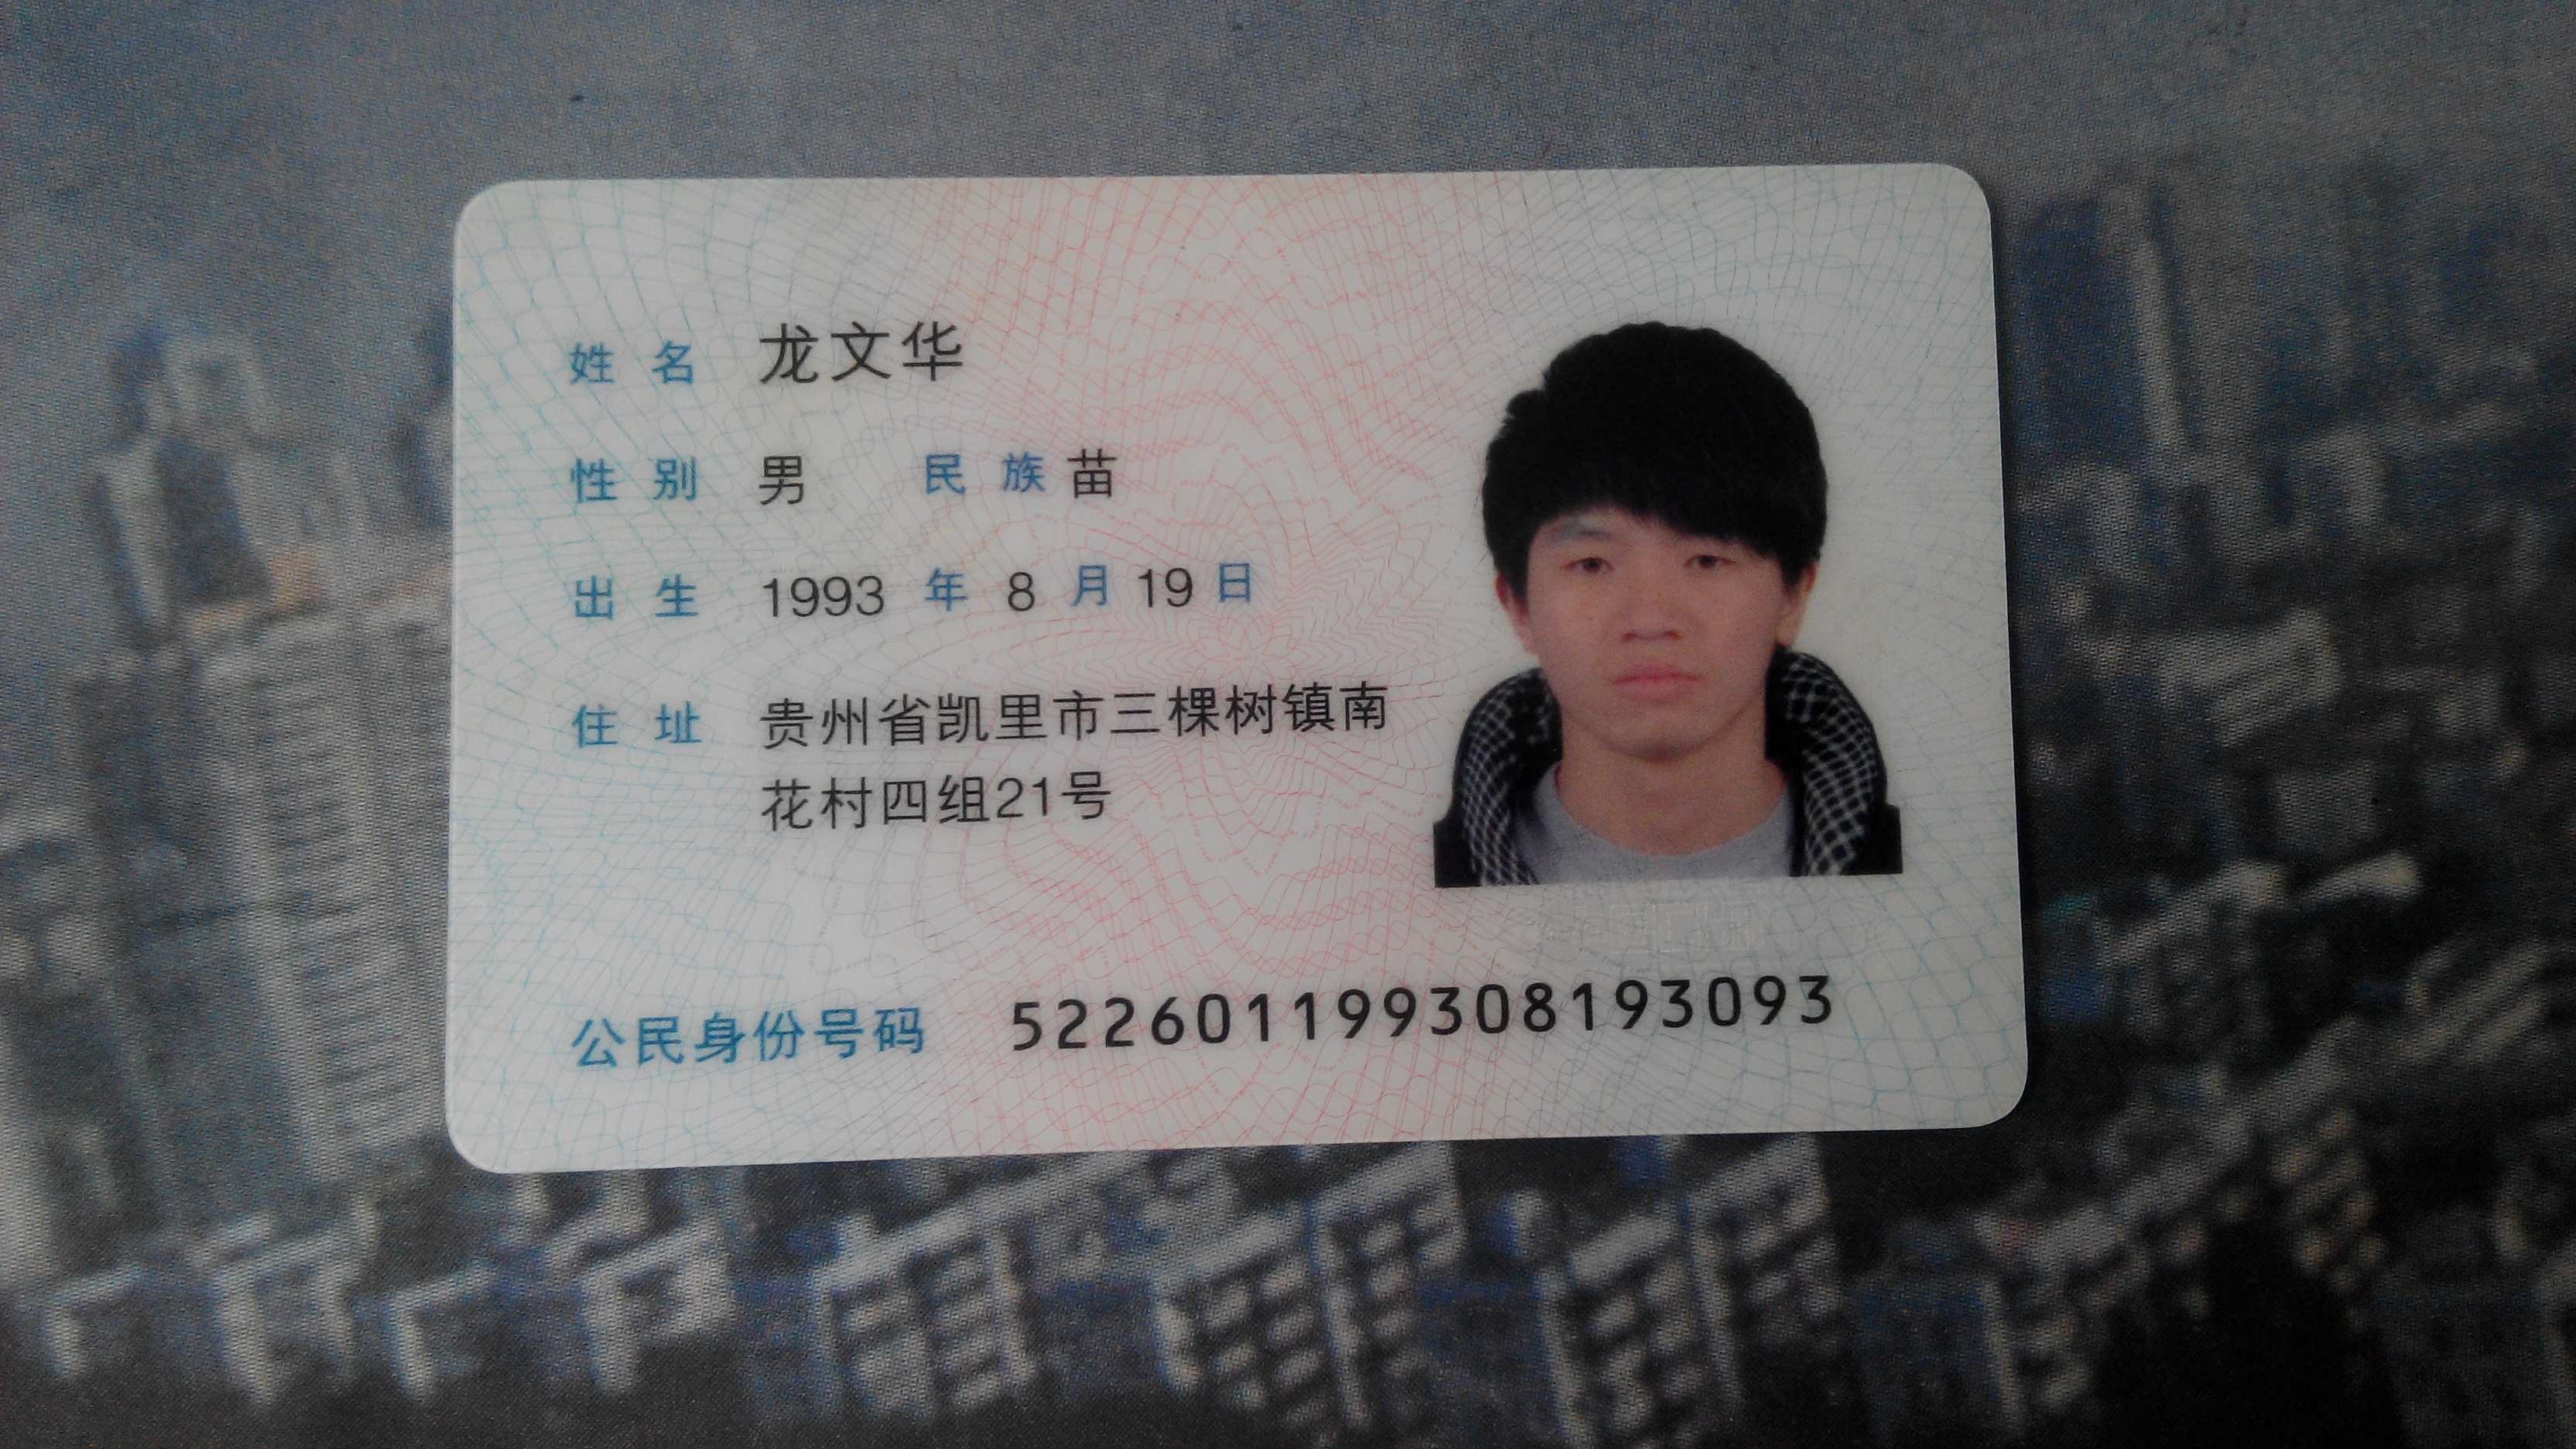 姓名 龙文华
性别 男 民族 苗
出生 1993 年 8 月 19 日
住址 贵州省凯里市三棵树镇南
花村四组21号
公民身份号码 522601199308193093